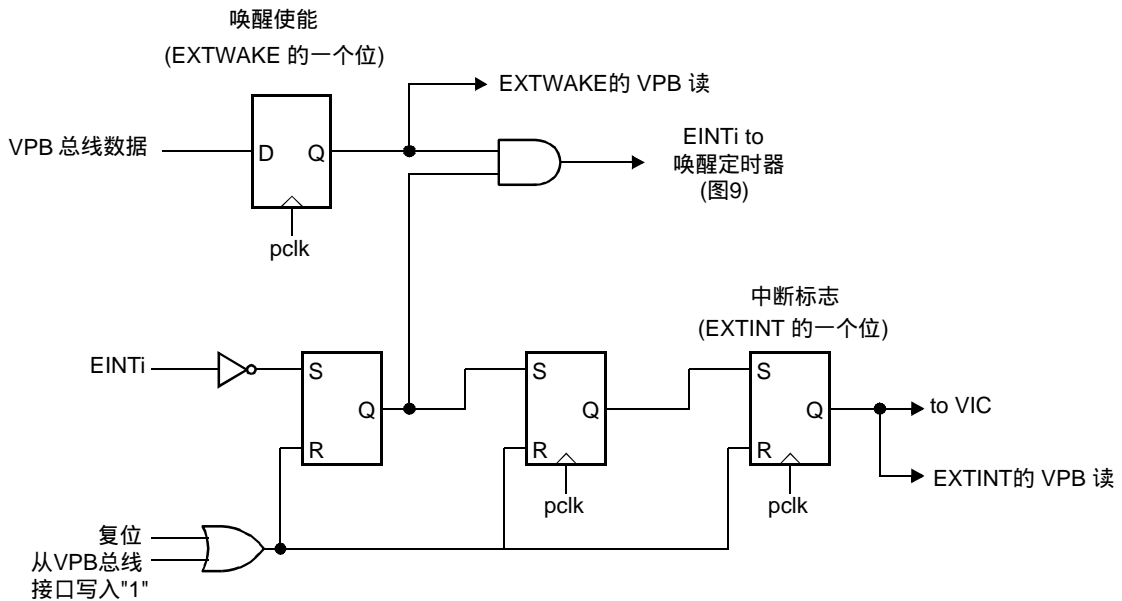 唤醒使能
(EXTWAKE 的一个位)
EXTWAKE的 VPB 读
VPB 总线数据
D
Q
EINTi to
唤醒定时器
(图9)
pclk
中断标志
(EXTINT 的一个位)
EINTi
S
Q
R
S
Q
R
pclk
S
Q
R
pclk
to VIC
EXTINT的 VPB 读
复位
从VPB总线
接口写入"1"